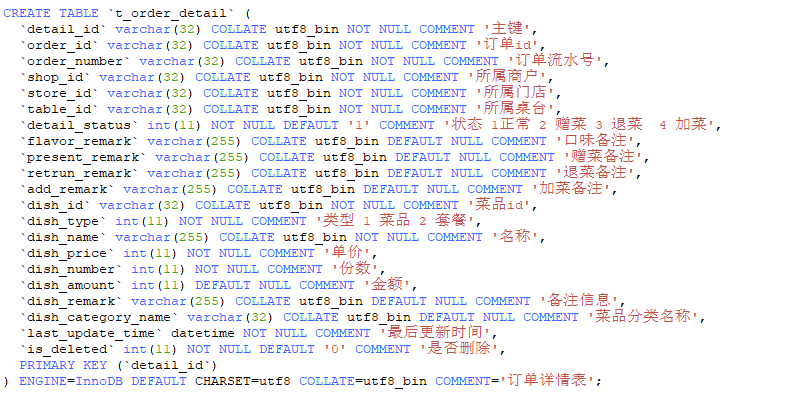 CREATE TABLE `t_order_detail` (
  `detail_id` varchar(32) COLLATE utf8_bin NOT NULL COMMENT '主键',
  `order_id` varchar(32) COLLATE utf8_bin NOT NULL COMMENT '订单id',
  `order_number` varchar(32) COLLATE utf8_bin NOT NULL COMMENT '订单流水号',
  `shop_id` varchar(32) COLLATE utf8_bin NOT NULL COMMENT '所属商户',
  `store_id` varchar(32) COLLATE utf8_bin NOT NULL COMMENT '所属门店',
  `table_id` varchar(32) COLLATE utf8_bin NOT NULL COMMENT '所属桌台',
  `detail_status` int(11) NOT NULL DEFAULT '1' COMMENT '状态 1正常 2 赠菜 3 退菜  4 加菜',
  `flavor_remark` varchar(255) COLLATE utf8_bin DEFAULT NULL COMMENT '口味备注',
  `present_remark` varchar(255) COLLATE utf8_bin DEFAULT NULL COMMENT '赠菜备注',
  `retrun_remark` varchar(255) COLLATE utf8_bin DEFAULT NULL COMMENT '退菜备注',
  `add_remark` varchar(255) COLLATE utf8_bin DEFAULT NULL COMMENT '加菜备注',
  `dish_id` varchar(32) COLLATE utf8_bin NOT NULL COMMENT '菜品id',
  `dish_type` int(11) NOT NULL COMMENT '类型 1 菜品 2 套餐',
  `dish_name` varchar(255) COLLATE utf8_bin NOT NULL COMMENT '名称',
  `dish_price` int(11) NOT NULL COMMENT '单价',
  `dish_number` int(11) NOT NULL COMMENT '份数',
  `dish_amount` int(11) DEFAULT NULL COMMENT '金额',
  `dish_remark` varchar(255) COLLATE utf8_bin DEFAULT NULL COMMENT '备注信息',
  `dish_category_name` varchar(32) COLLATE utf8_bin DEFAULT NULL COMMENT '菜品分类名称',
  `last_update_time` datetime NOT NULL COMMENT '最后更新时间',
  `is_deleted` int(11) NOT NULL DEFAULT '0' COMMENT '是否删除',
  PRIMARY KEY (`detail_id`)
) ENGINE=InnoDB DEFAULT CHARSET=utf8 COLLATE=utf8_bin COMMENT='订单详情表';